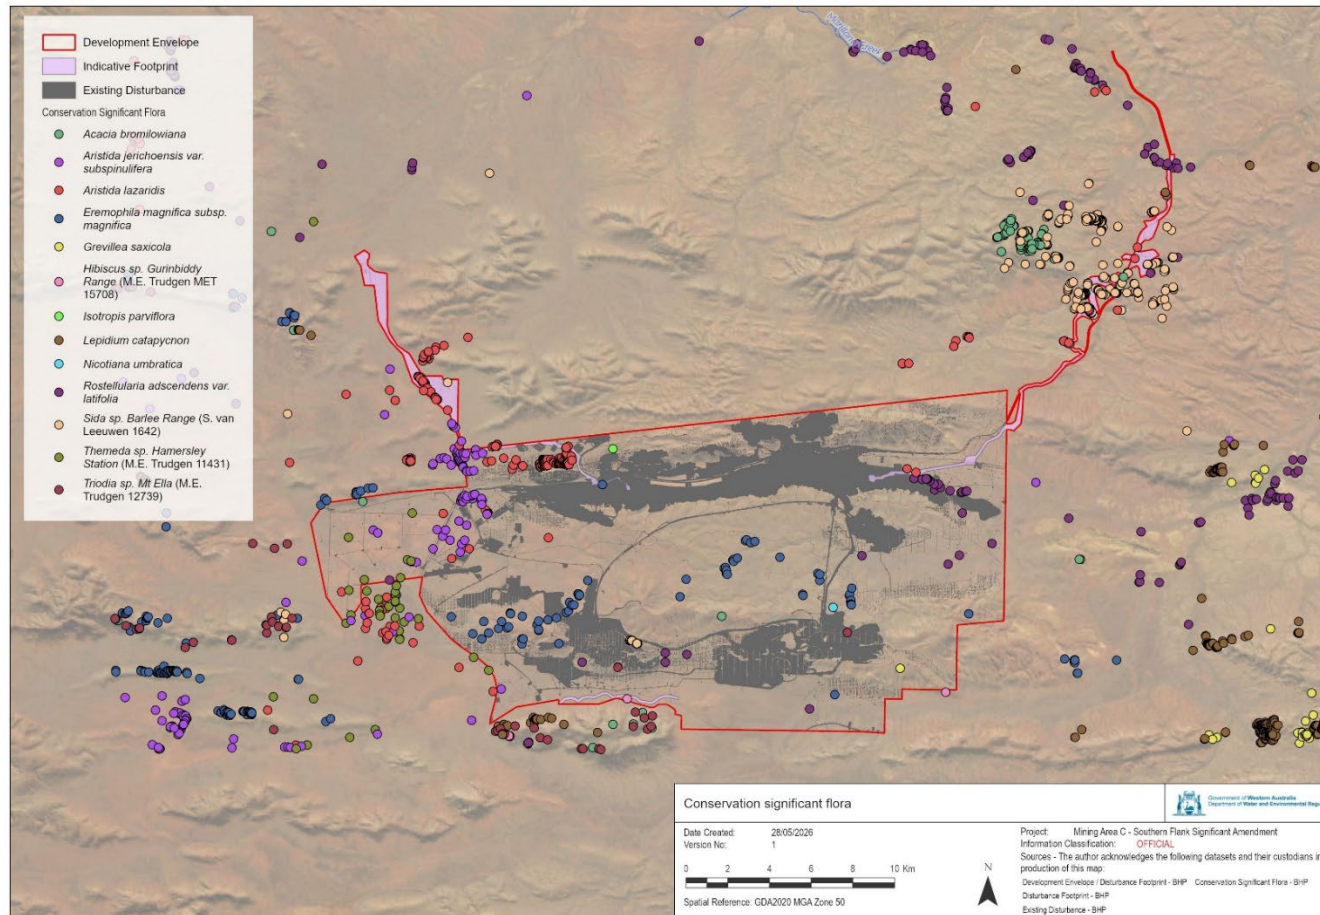 Development Envelope
Indicative Footprint
Existing Disturbance
Conservation Significant Flora
Acacia bromilowiana
Aristida jerichoensis var.
subspinulifera
Aristida lazaridis
Eremophila magnifica subsp.
magnifica
Grevillea saxicola
Hibiscus sp. Gurinbiddy
Range (M.E. Trudgen MET
15708)
Isotropis parviflora
Lepidium catapycnon
Nicotiana umbratica
Rostellularia adscendens var.
latifolia
Sida sp. Barlee Range (S. van
Leeuwen 1642)
Themeda sp. Hamersley
Station (M.E. Trudgen 11431)
Triodia sp. Mt Ella (M.E.
Trudgen 12739)
Creek
Conservation significant flora
Government of Western Australia
Department of Water and Environmental Regu
Date Created: 28/05/2026
Version No: 1
0 2 4 6 8 10 Km
Spatial Reference: GDA2020 MGA Zone 50
N
Project: Mining Area C - Southern Flank Significant Amendment
Information Classification: OFFICIAL
Sources - The author acknowledges the following datasets and their custodians in
production of this map:
Development Envelope / Disturbance Footprint - BHP Conservation Significant Flora - BHP
Disturbance Footprint - BHP
Existing Disturbance - BHP